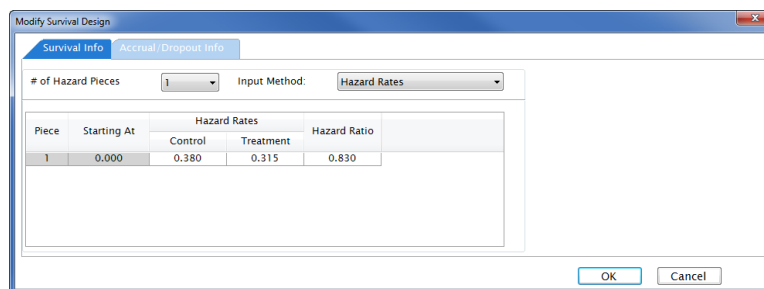 Modify Survival Design
Survival Info Accrual/Dropout Info
# of Hazard Pieces 1 Input Method: Hazard Rates
Piece Starting At Hazard Rates Hazard Ratio
Control Treatment
1 0.000 0.380 0.315 0.830
OK Cancel